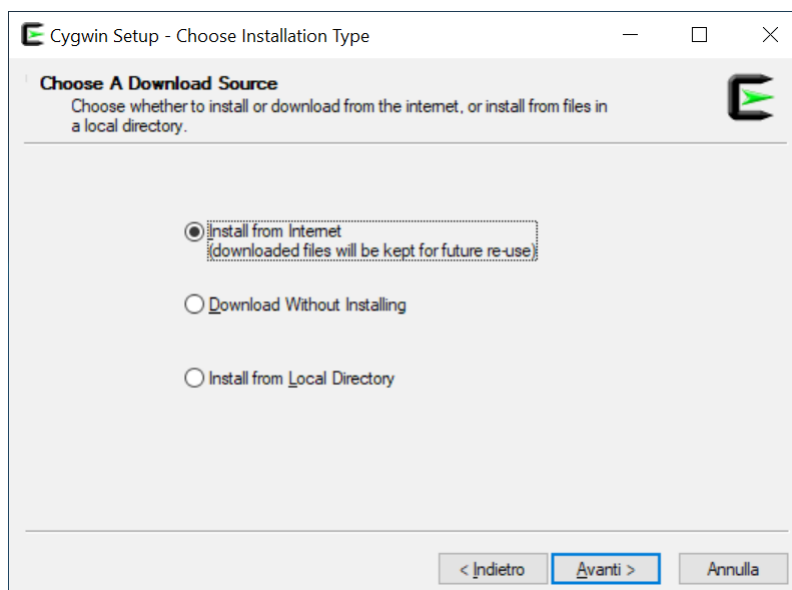 Cygwin Setup - Choose Installation Type
Choose A Download Source
Choose whether to install or download from the internet, or install from files in
a local directory.
Install from Internet
(downloaded files will be kept for future re-use)
Download Without Installing
Install from Local Directory
< Indietro
Avanti >
Annulla